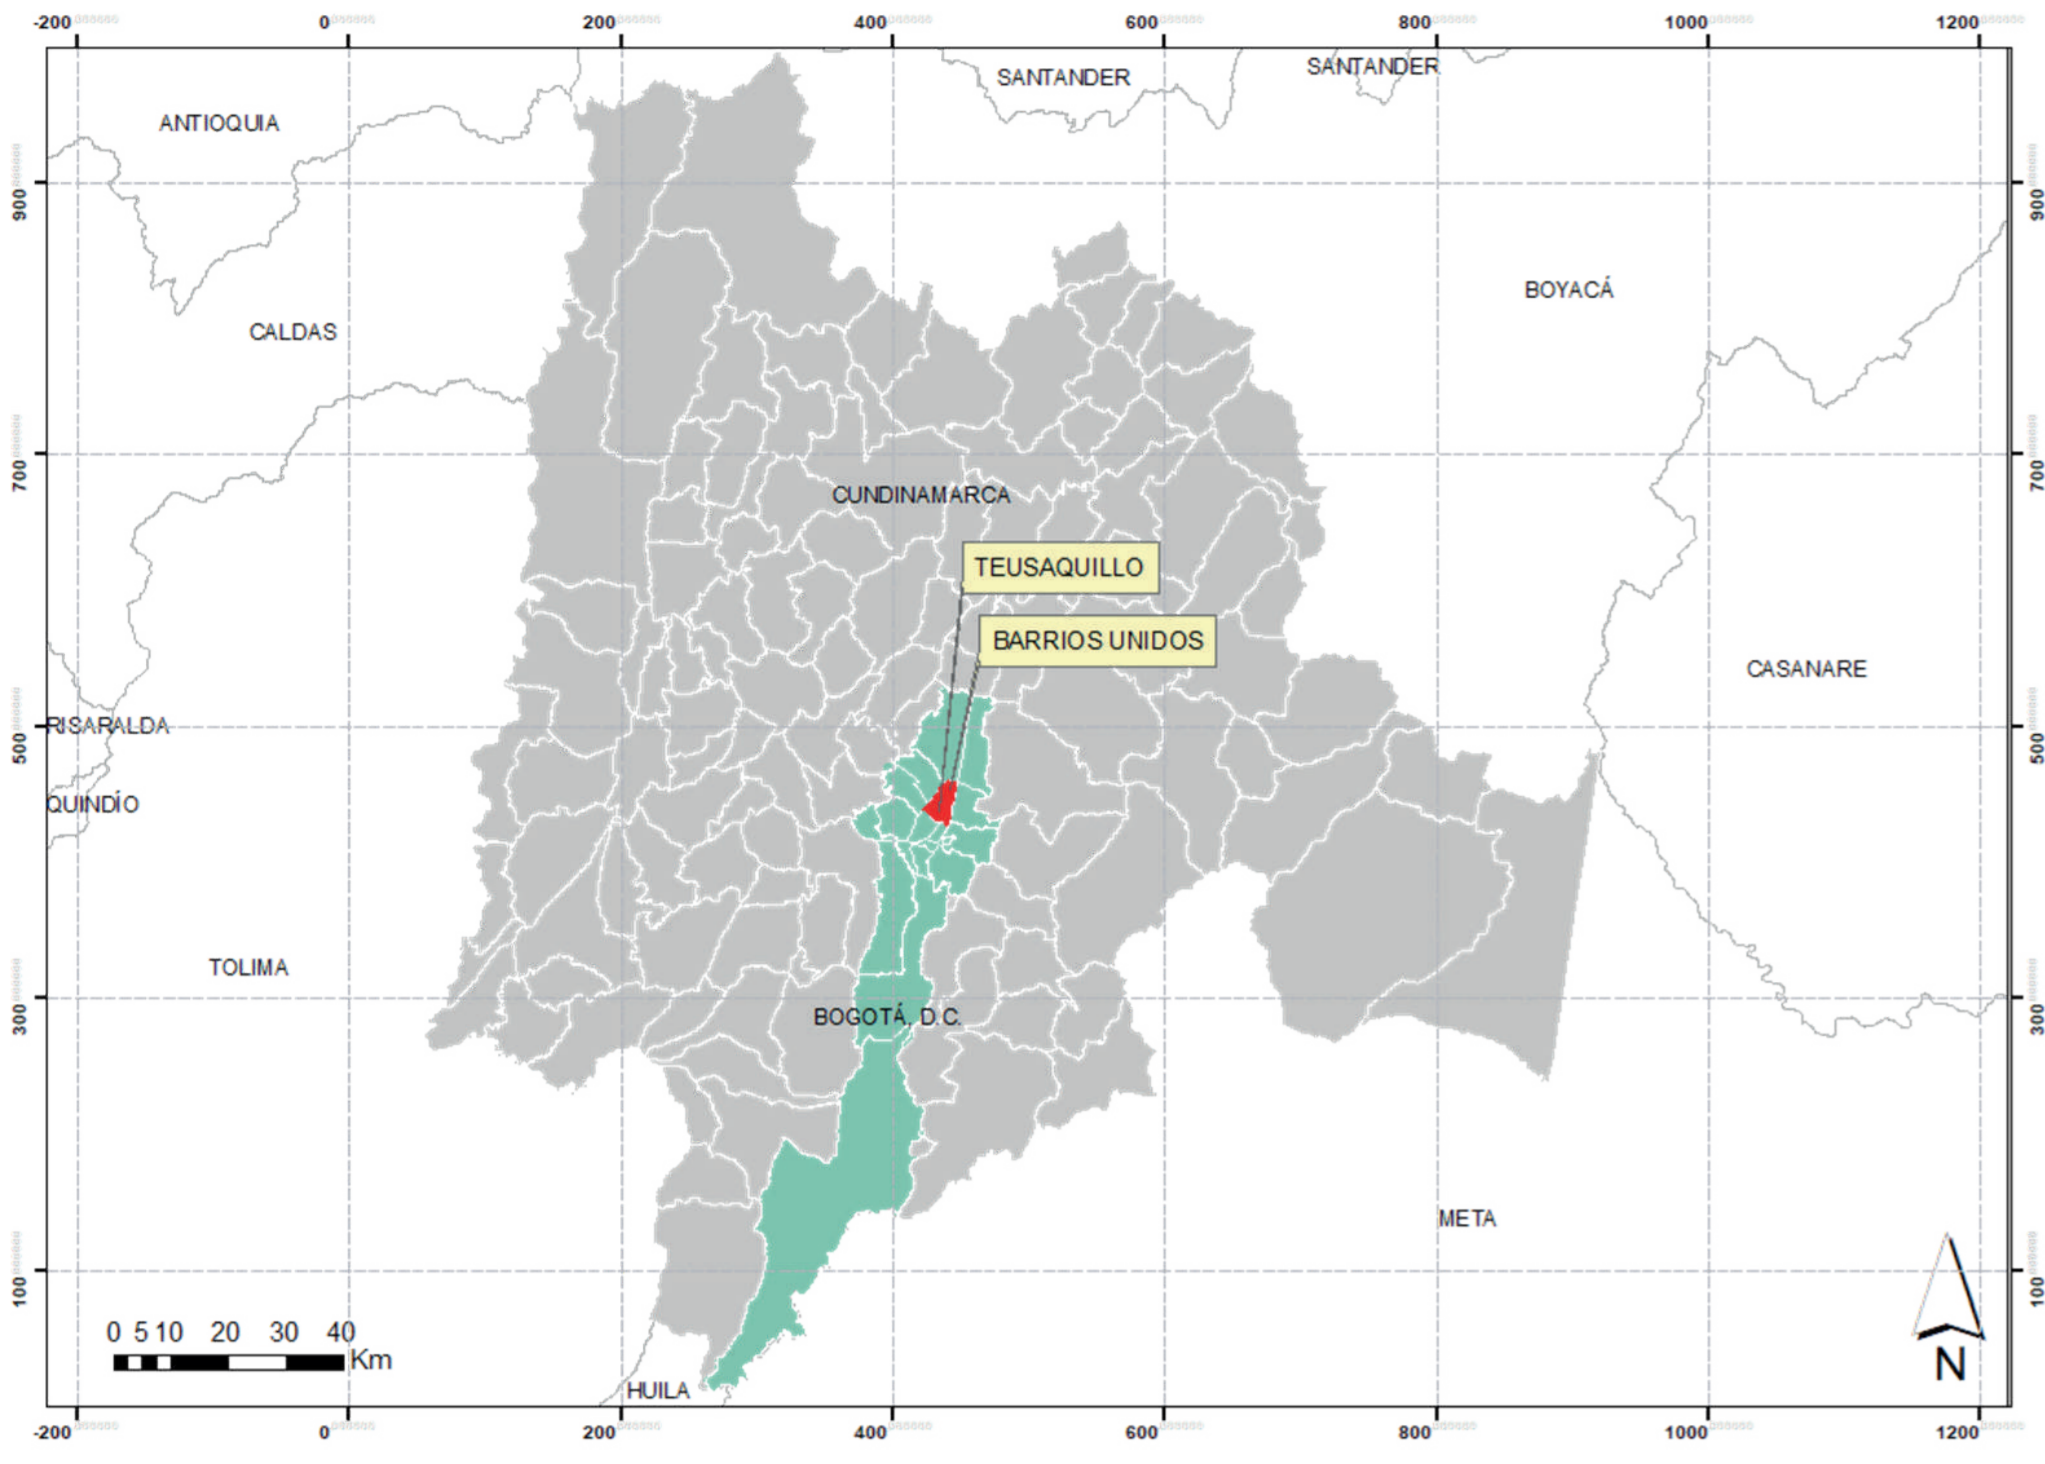 -200 0 200 400 600 800 1000 1200
SANTANDER
SANTANDER
ANTIOQUIA
900 900
BOYACÁ
CALDAS
700 700
CUNDINAMARCA
TEUSAQUILLO
BARRIOS UNIDOS
CASANARE
RISARALDA
500 500
QUINDÍO
TOLIMA
300 300
BOGOTÁ, D.C.
META
100 100
0 5 10 20 30 40
Km
N
HUILA
-200 0 200 400 600 800 1000 1200